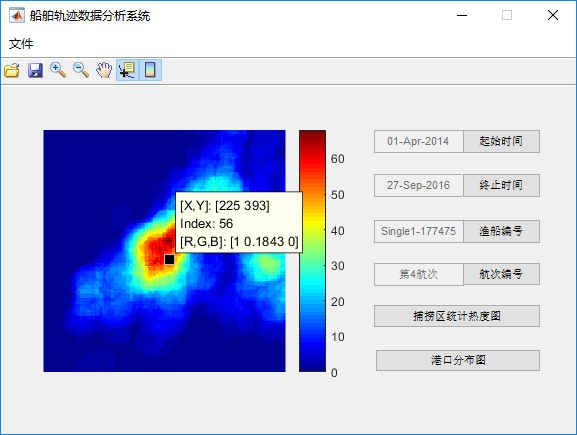 船舶轨迹数据分析系统
文件
[X,Y]: [225 393]
Index: 56
[R,G,B]: [1 0.1843 0]
60
50
40
30
20
10
0
01-Apr-2014 起始时间
27-Sep-2016 终止时间
Single1-177475 渔船编号
第4航次 航次编号
捕捞区统计热度图
港口分布图